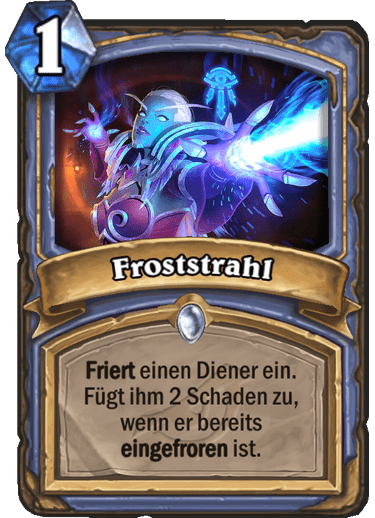 1
Froststrahl
Friert einen Diener ein.
Fügt ihm 2 Schaden zu,
wenn er bereits
eingefroren ist.